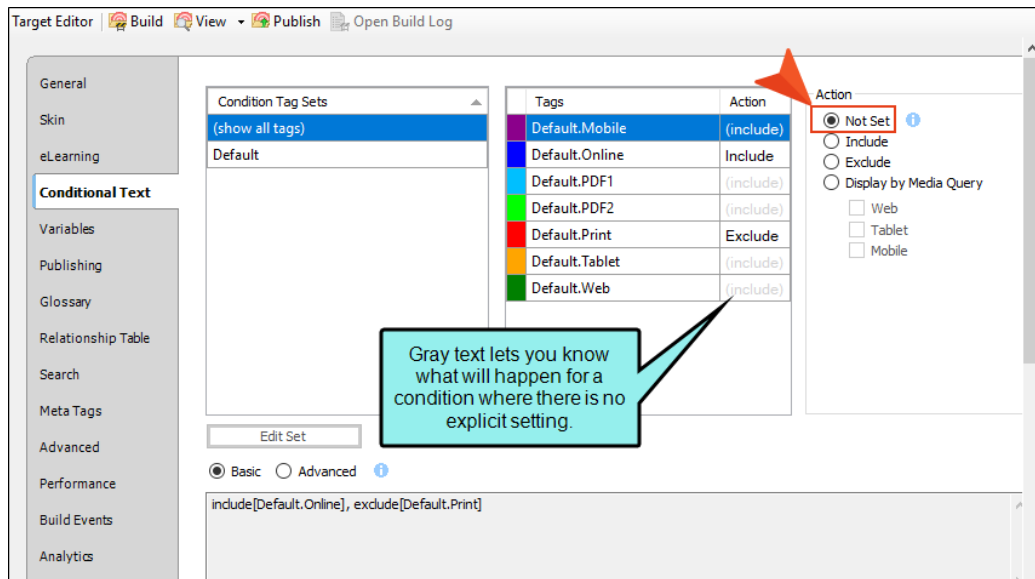 Target Editor Build View Publish Open Build Log
General
Skin
eLearning
Conditional Text
Variables
Publishing
Glossary
Relationship Table
Search
Meta Tags
Advanced
Performance
Build Events
Analytics
Condition Tag Sets
(show all tags)
Default
Tags Action
Default.Mobile (include)
Default.Online Include
Default.PDF1 (include)
Default.PDF2 (include)
Default.Print Exclude
Default.Tablet (include)
Default.Web (include)
Action
Not Set
Include
Exclude
Display by Media Query
Web
Tablet
Mobile
Gray text lets you know
what will happen for a
condition where there is no
explicit setting.
Edit Set
Basic Advanced
include[Default.Online], exclude[Default.Print]